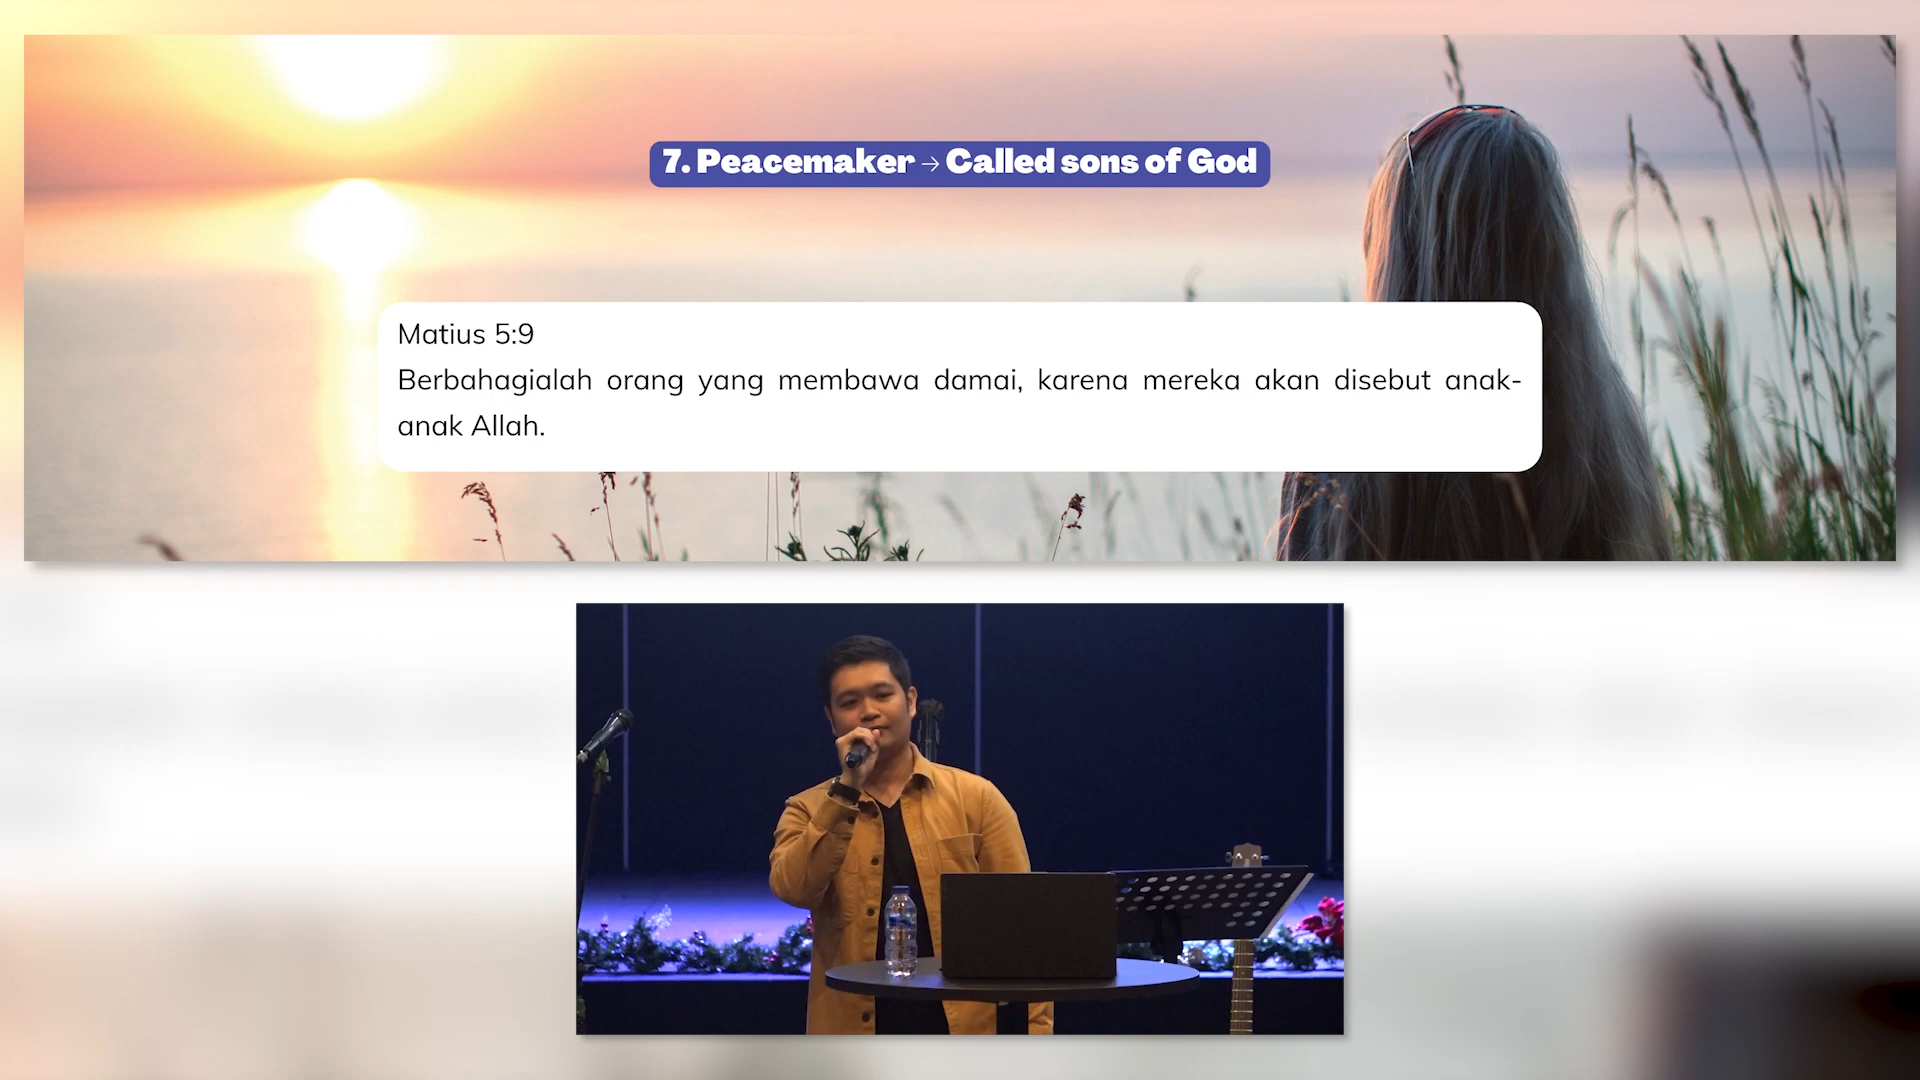 7. Peacemaker → Called sons of God
Matius 5:9
Berbahagialah orang yang membawa damai, karena mereka akan disebut anak-
anak Allah.